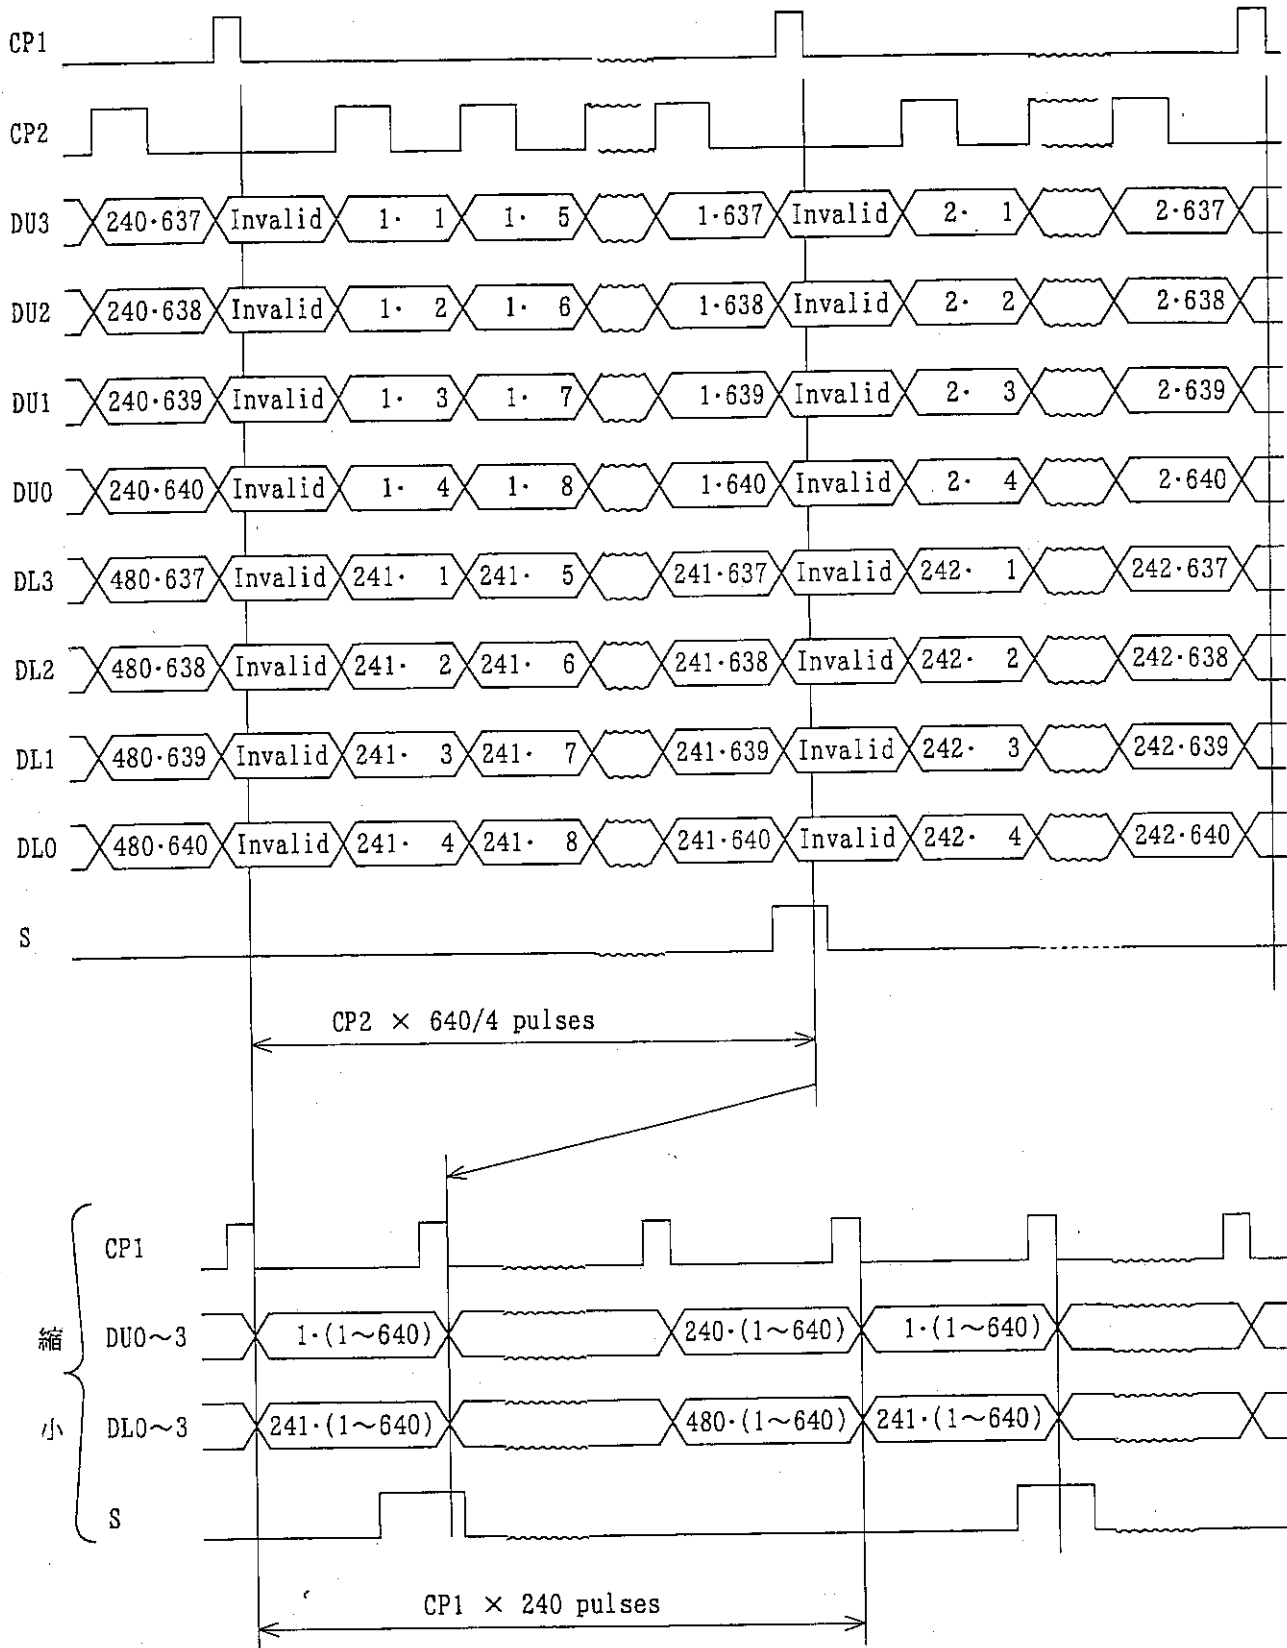 CP1
CP2
DU3 240·637 Invalid 1· 1 1· 5 1·637 Invalid 2· 1 2·637
DU2 240·638 Invalid 1· 2 1· 6 1·638 Invalid 2· 2 2·638
DU1 240·639 Invalid 1· 3 1· 7 1·639 Invalid 2· 3 2·639
DU0 240·640 Invalid 1· 4 1· 8 1·640 Invalid 2· 4 2·640
DL3 480·637 Invalid 241· 1 241· 5 241·637 Invalid 242· 1 242·637
DL2 480·638 Invalid 241· 2 241· 6 241·638 Invalid 242· 2 242·638
DL1 480·639 Invalid 241· 3 241· 7 241·639 Invalid 242· 3 242·639
DL0 480·640 Invalid 241· 4 241· 8 241·640 Invalid 242· 4 242·640
S
CP2 × 640/4 pulses
縮小
CP1
DU0~3 1·(1~640) 240·(1~640) 1·(1~640)
DL0~3 241·(1~640) 480·(1~640) 241·(1~640)
S
CP1 × 240 pulses